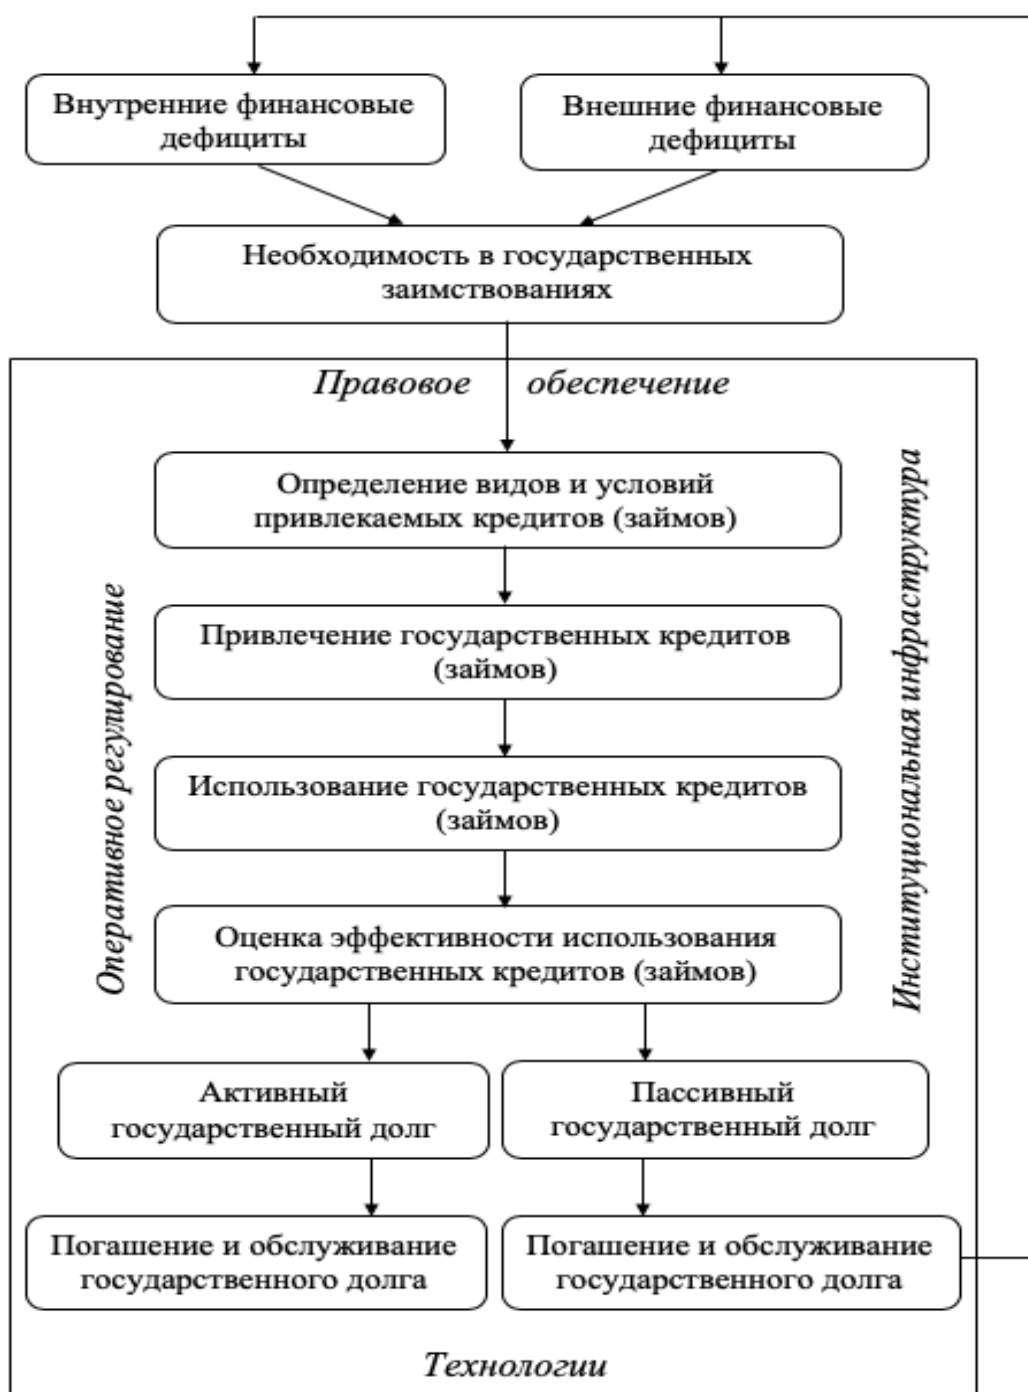 Внутренние финансовые
дефициты
Внешние финансовые
дефициты
Необходимость в государственных
заимствованиях
Правовое обеспечение
Определение видов и условий
привлекаемых кредитов (займов)
Институциональная инфраструктура
Оперативное регулирование
Привлечение государственных кредитов
(займов)
Использование государственных кредитов
(займов)
Оценка эффективности использования
государственных кредитов (займов)
Активный
государственный долг
Пассивный
государственный долг
Погашение и обслуживание
государственного долга
Погашение и обслуживание
государственного долга
Технологии